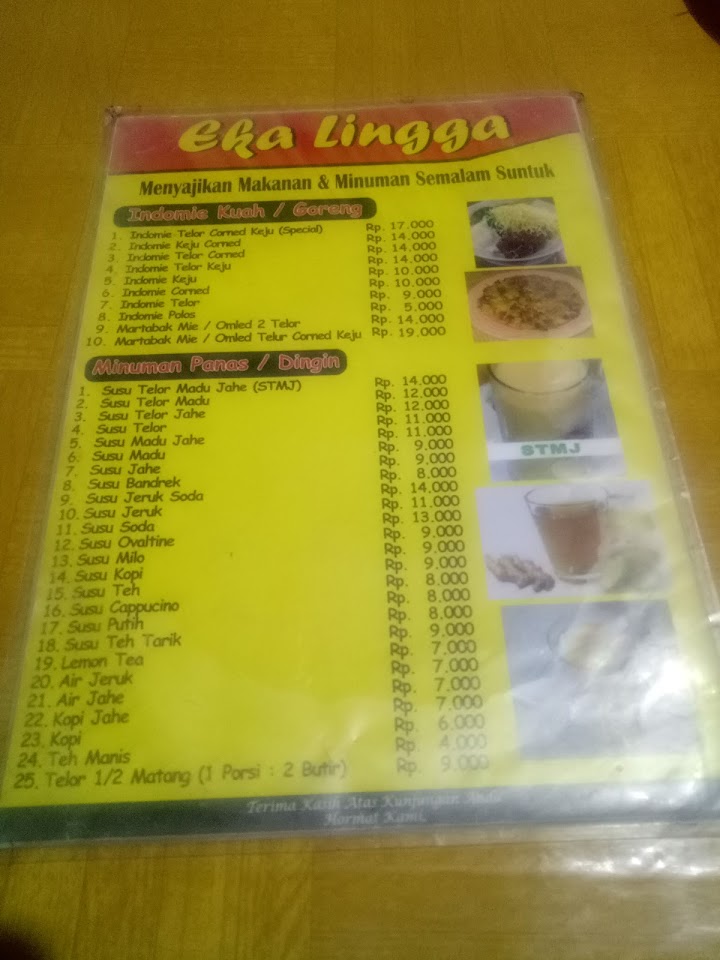 Eka Lingga
Menyajikan Makanan & Minuman Semalam Suntuk
Indomie Kuah / Goreng
1. Indomie Telor Corned Keju (Special) Rp. 17.000
2. Indomie Keju Corned Rp. 14.000
3. Indomie Telor Corned Rp. 14.000
4. Indomie Telor Keju Rp. 14.000
5. Indomie Keju Rp. 10.000
6. Indomie Corned Rp. 10.000
7. Indomie Telor Rp. 9.000
8. Indomie Polos Rp. 5.000
9. Martabak Mie / Omled 2 Telor Rp. 14.000
10. Martabak Mie / Omled Telur Corned Keju Rp. 19.000
Minuman Panas / Dingin
1. Susu Telor Madu Jahe (STMJ) Rp. 14.000
2. Susu Telor Madu Rp. 12.000
3. Susu Telor Jahe Rp. 12.000
4. Susu Telor Rp. 11.000
5. Susu Madu Jahe Rp. 11.000
6. Susu Madu Rp. 9.000
7. Susu Jahe Rp. 9.000
8. Susu Bandrek Rp. 8.000
9. Susu Jeruk Soda Rp. 14.000
10. Susu Jeruk Rp. 11.000
11. Susu Soda Rp. 13.000
12. Susu Ovaltine Rp. 9.000
13. Susu Milo Rp. 9.000
14. Susu Kopi Rp. 9.000
15. Susu Teh Rp. 8.000
16. Susu Cappucino Rp. 8.000
17. Susu Putih Rp. 8.000
18. Susu Teh Tarik Rp. 9.000
19. Lemon Tea Rp. 7.000
20. Air Jeruk Rp. 7.000
21. Air Jahe Rp. 7.000
22. Kopi Jahe Rp. 7.000
23. Kopi Rp. 6.000
24. Teh Manis Rp. 4.000
25. Telor 1/2 Matang (1 Porsi : 2 Butir) Rp. 9.000
STMJ
Terima Kasih Atas Kunjungan Anda
Hormat Kami,